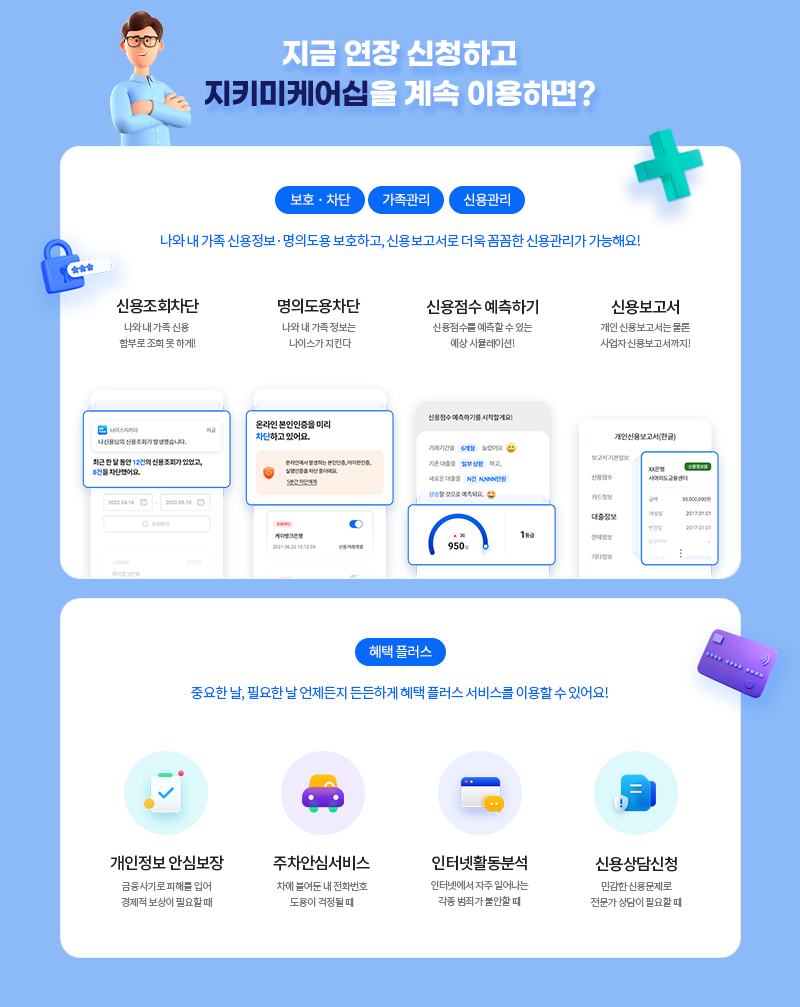 지금 연장 신청하고
지키미케어십을 계속 이용하면?
보호 · 차단
가족관리
신용관리
나와 내 가족 신용정보 · 명의도용 보호하고, 신용보고서로 더욱 꼼꼼한 신용관리가 가능해요!
신용조회차단
나와 내 가족 신용
함부로 조회 못 하게!
명의도용차단
나와 내 가족 정보는
나이스가 지킨다
신용점수 예측하기
신용점수를 예측할 수 있는
예상 시뮬레이션!
신용보고서
개인 신용보고서는 물론
사업자 신용보고서까지!
나이스지키미
지금
나신용님의 신용조회가 발생했습니다.
최근 한 달 동안 12건의 신용조회가 있었고,
8건을 차단했어요.
2022.04.10 - 2022.05.10
조회하기
온라인 본인인증을 미리
차단하고 있어요.
온라인에서 발생하는 본인인증, 아이핀인증,
실명인증을 차단 중이에요.
5분간 차단해제
케이뱅크은행
2021.06.22 13:13:59
신용거래개설
신용점수 예측하기를 시작할게요!
거래기간을 6개월 늘렸어요
기존 대출을 일부 상환 하고,
새로운 대출을 N건 N,NNN만원
상승할 것으로 예측되요.
30
950점
1등급
개인신용보고서(한글)
보고서 기본정보
신용점수
카드정보
대출정보
연체정보
기타정보
XX은행
서여의도금융센터
금액 30,000,000원
개설일 2017.01.01
변경일 2017.01.01
혜택 플러스
중요한 날, 필요한 날 언제든지 든든하게 혜택 플러스 서비스를 이용할 수 있어요!
개인정보 안심보장
금융사기로 피해를 입어
경제적 보상이 필요할 때
주차안심서비스
차에 붙여둔 내 전화번호
도용이 걱정될 때
인터넷활동분석
인터넷에서 자주 일어나는
각종 범죄가 불안할 때
신용상담신청
민감한 신용문제로
전문가 상담이 필요할 때